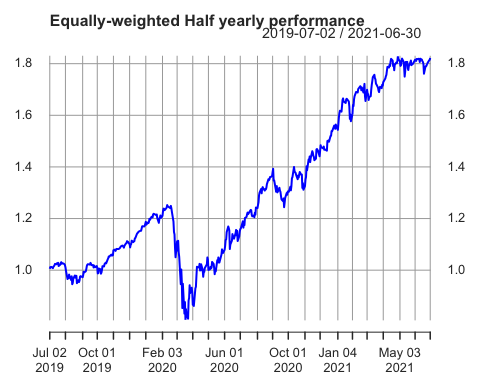 Equally-weighted Half yearly performance
2019-07-02 / 2021-06-30
1.8 1.8
1.6 1.6
1.4 1.4
1.2 1.2
1.0 1.0
Jul 02 Oct 01 Feb 03 Jun 01 Oct 01 Jan 04 May 03
2019 2019 2020 2020 2020 2021 2021